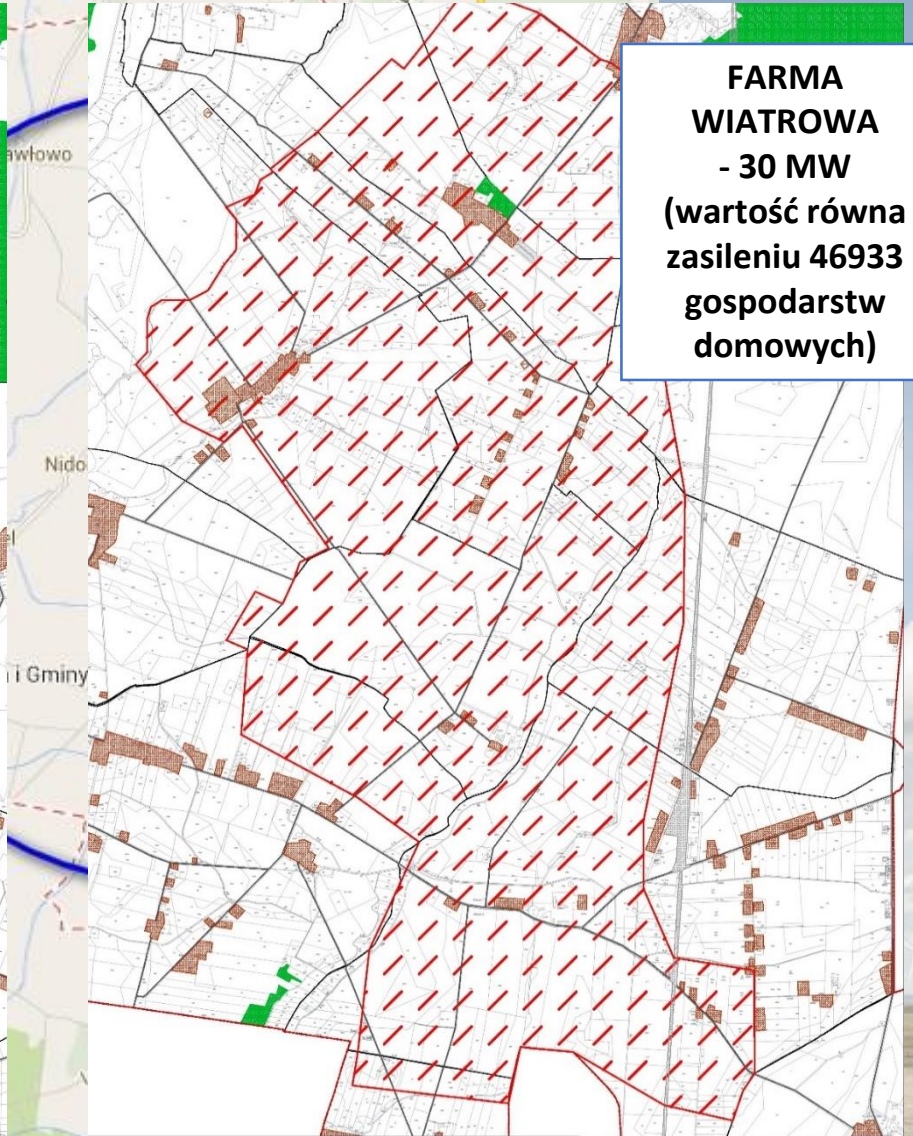 FARMA
WIATROWA
- 30 MW
(wartość równa
zasileniu 46933
gospodarstw
domowych)
awłowo
Nido
i Gminy